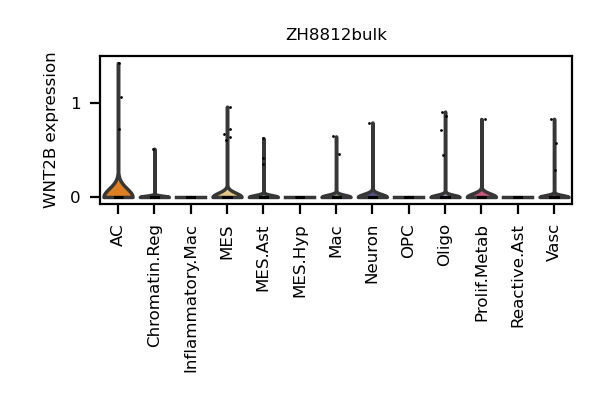 ZH8812bulk
WNT2B expression
1
0
AC
Chromatin.Reg
Inflammatory.Mac
MES
MES.Ast
MES.Hyp
Mac
Neuron
OPC
Oligo
Prolif.Metab
Reactive.Ast
Vasc